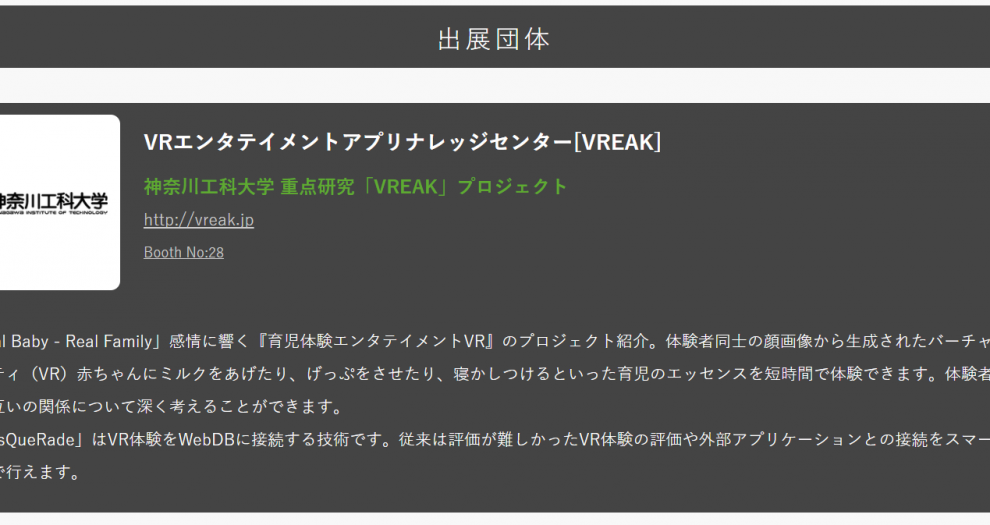 出展団体
VRエンタテイメントアプリナレッジセンター[VREAK]
神奈川工科大学 重点研究「VREAK」プロジェクト
http://vreak.jp
Booth No:28
神奈川工科大学
KANAGAWA INSTITUTE OF TECHNOLOGY
l Baby - Real Family」感情に響く『育児体験エンタテイメントVR』のプロジェクト紹介。体験者同士の顔画像から生成されたバーチャ
ティ（VR）赤ちゃんにミルクをあげたり、げっぷをさせたり、寝かしつけるといった育児のエッセンスを短時間で体験できます。体験者
互いの関係について深く考えることができます。
sQueRade」はVR体験をWebDBに接続する技術です。従来は評価が難しかったVR体験の評価や外部アプリケーションとの接続をスマー
で行えます。